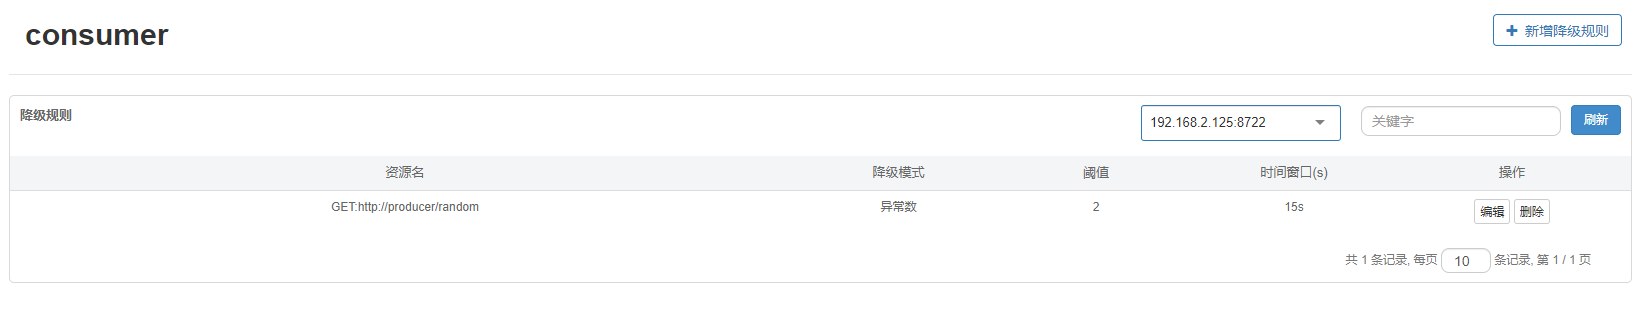 consumer
新增降级规则
降级规则
192.168.2.125:8722
关键字
刷新
资源名 降级模式 阈值 时间窗口(s) 操作
GET:http://producer/random 异常数 2 15s 编辑 删除
共 1 条记录, 每页 10 条记录, 第 1 / 1 页